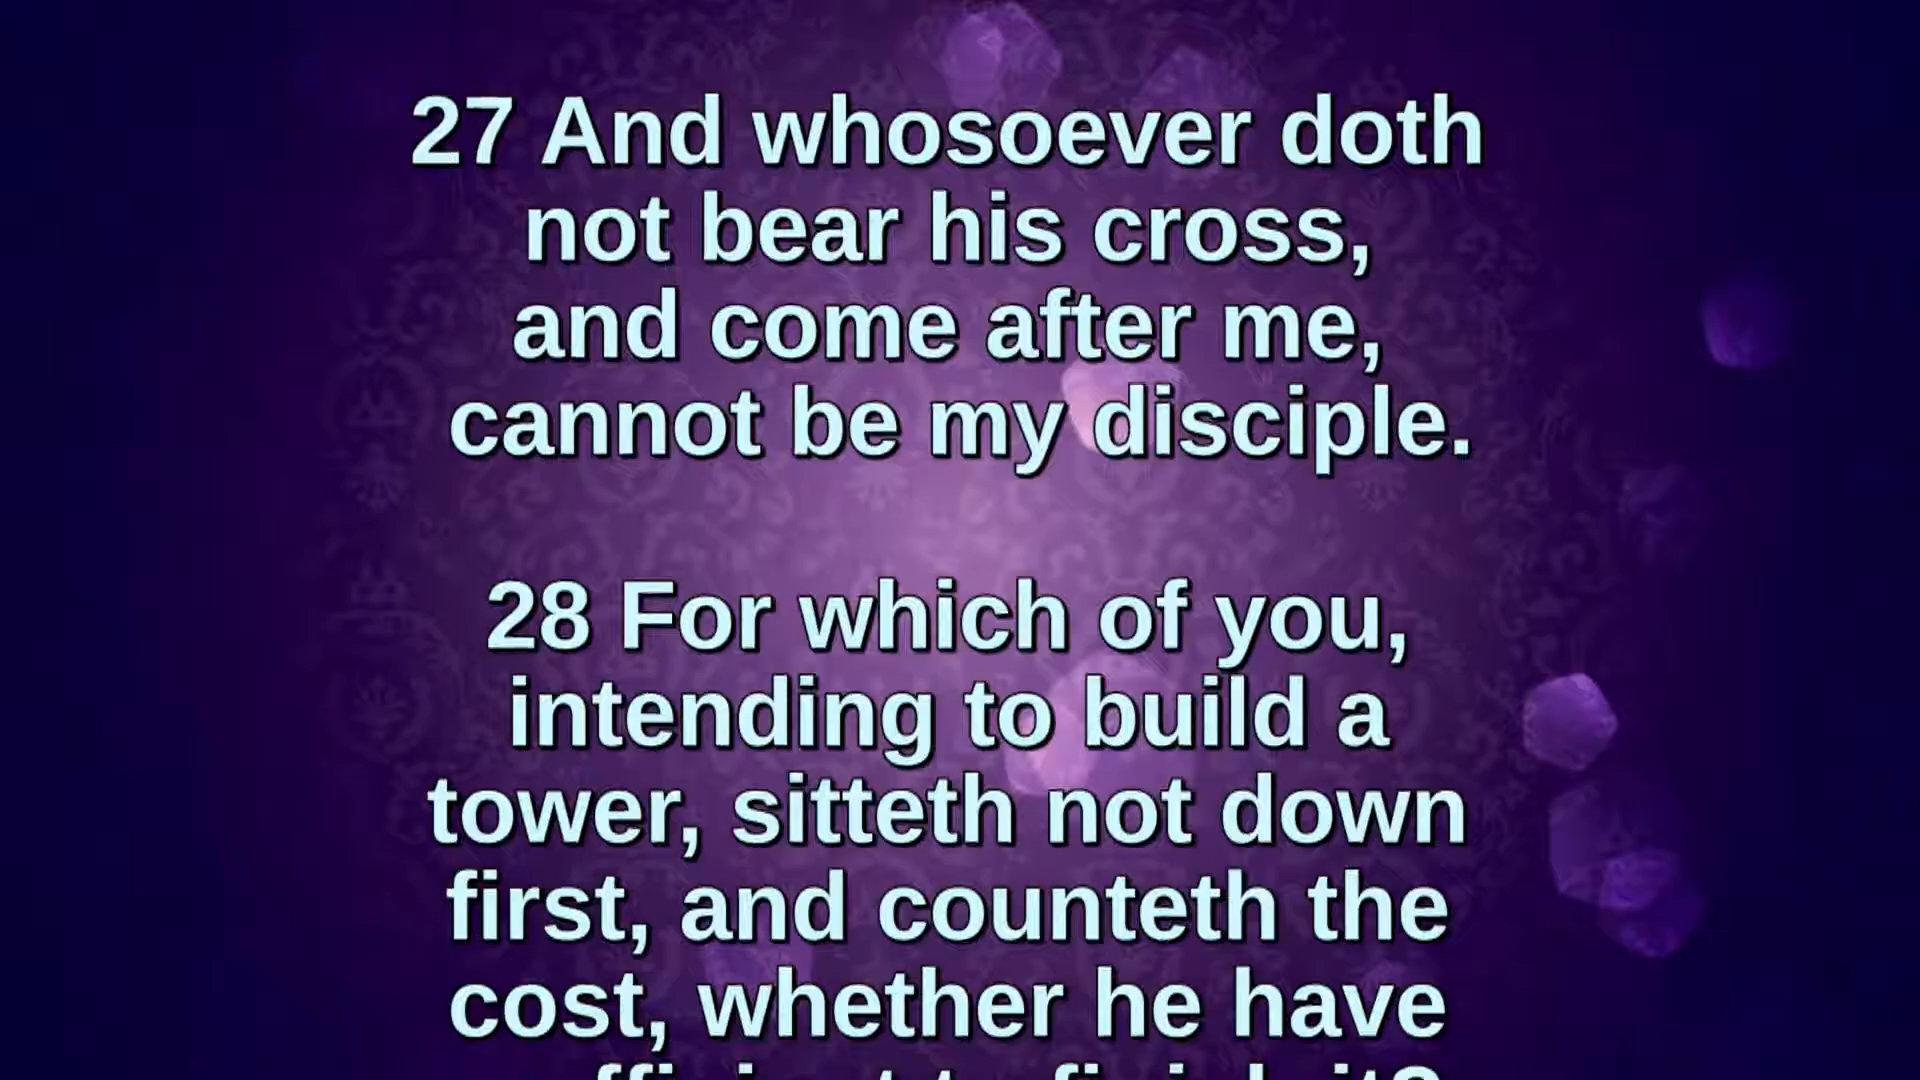 27 And whosoever doth
not bear his cross,
and come after me,
cannot be my disciple.
28 For which of you,
intending to build a
tower, sitteth not down
first, and counteth the
cost, whether he have